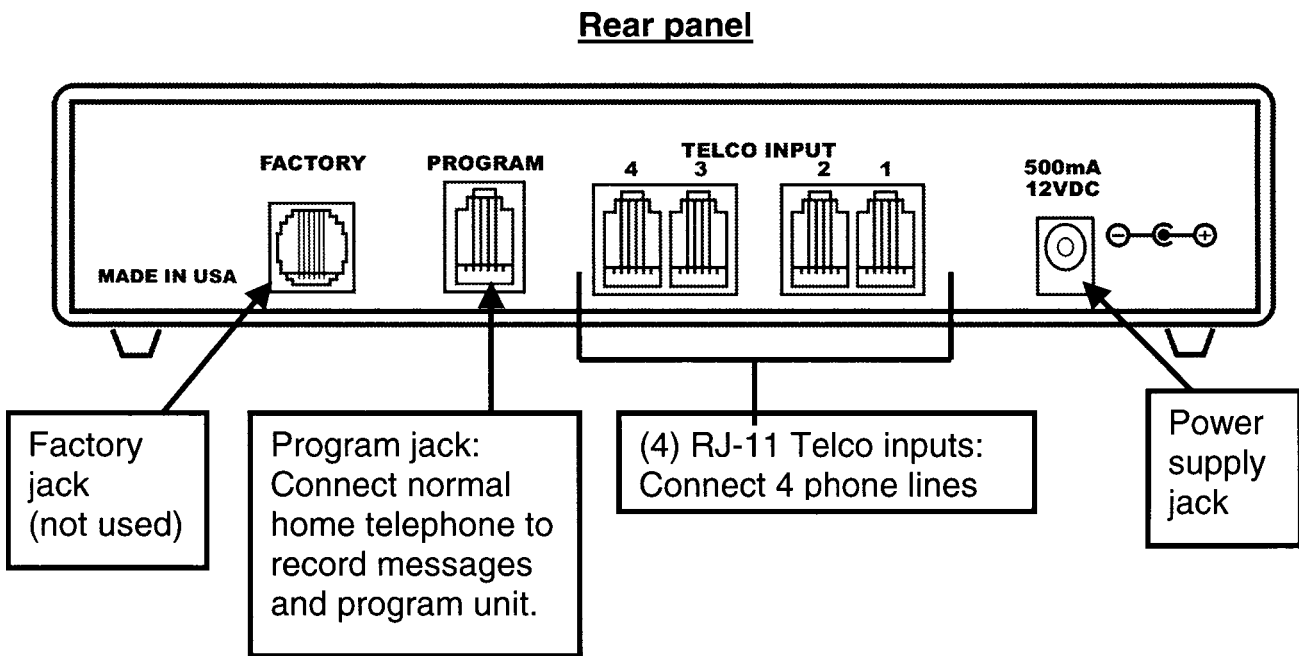 Rear panel
FACTORY
PROGRAM
TELCO INPUT
4 3 2 1
500mA
12VDC
MADE IN USA
Factory
jack
(not used)
Program jack:
Connect normal
home telephone to
record messages
and program unit.
(4) RJ-11 Telco inputs:
Connect 4 phone lines
Power
supply
jack